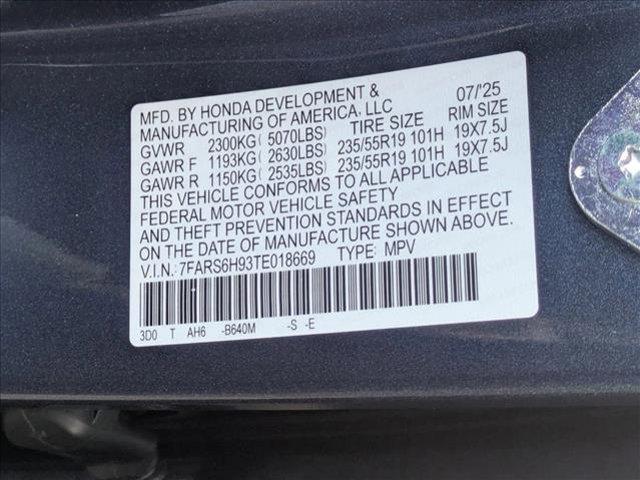 MFD. BY HONDA DEVELOPMENT & 07/'25
MANUFACTURING OF AMERICA, LLC
TIRE SIZE RIM SIZE
GVWR 2300KG( 5070LBS)
GAWR F 1193KG( 2630LBS) 235/55R19 101H 19X7.5J
GAWR R 1150KG( 2535LBS) 235/55R19 101H 19X7.5J
THIS VEHICLE CONFORMS TO ALL APPLICABLE
FEDERAL MOTOR VEHICLE SAFETY
AND THEFT PREVENTION STANDARDS IN EFFECT
ON THE DATE OF MANUFACTURE SHOWN ABOVE.
V.I.N.: 7FARS6H93TE018669 TYPE: MPV
3D0 T AH6 -B640M -S -E